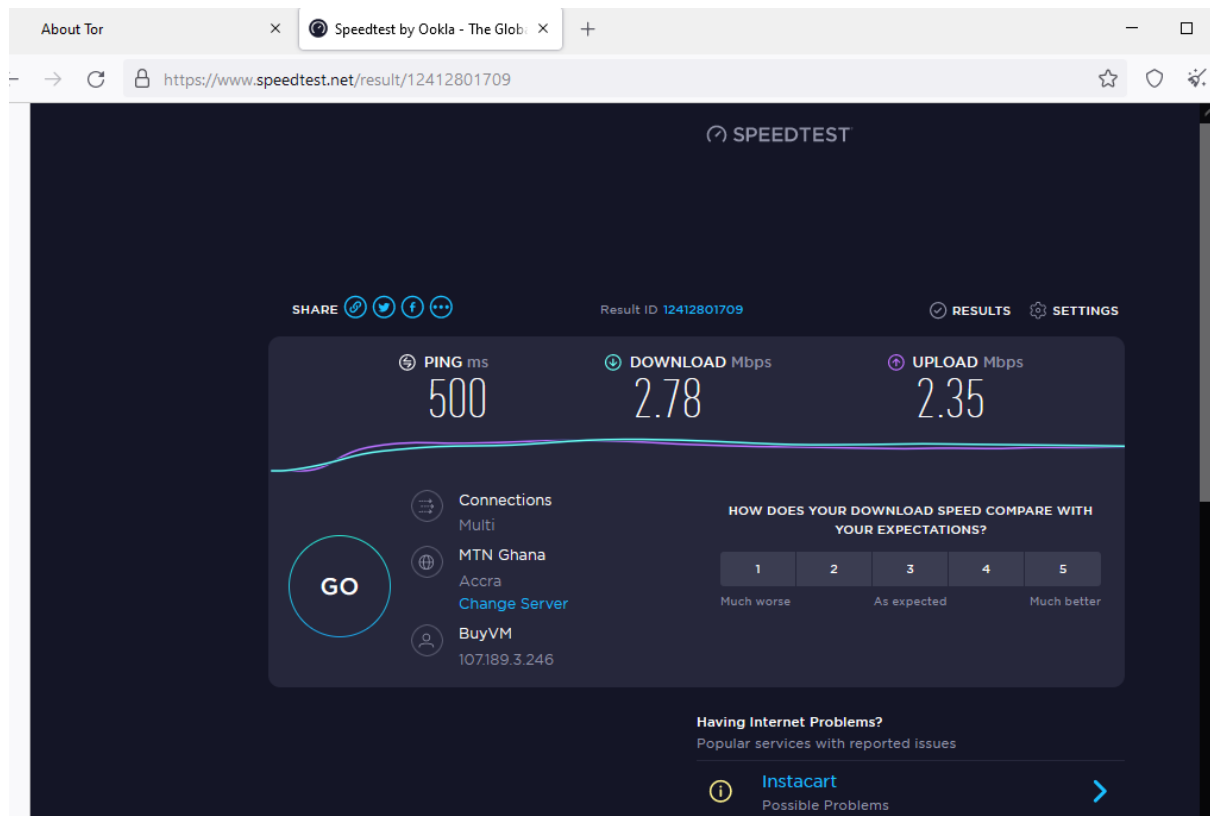 About Tor
Speedtest by Ookla - The Globa
https://www.speedtest.net/result/12412801709
SPEEDTEST
SHARE
Result ID 12412801709
RESULTS
SETTINGS
PING ms
500
DOWNLOAD Mbps
2.78
UPLOAD Mbps
2.35
GO
Connections
Multi
MTN Ghana
Accra
Change Server
BuyVM
107.189.3.246
HOW DOES YOUR DOWNLOAD SPEED COMPARE WITH
YOUR EXPECTATIONS?
1 2 3 4 5
Much worse As expected Much better
Having Internet Problems?
Popular services with reported issues
Instacart
Possible Problems